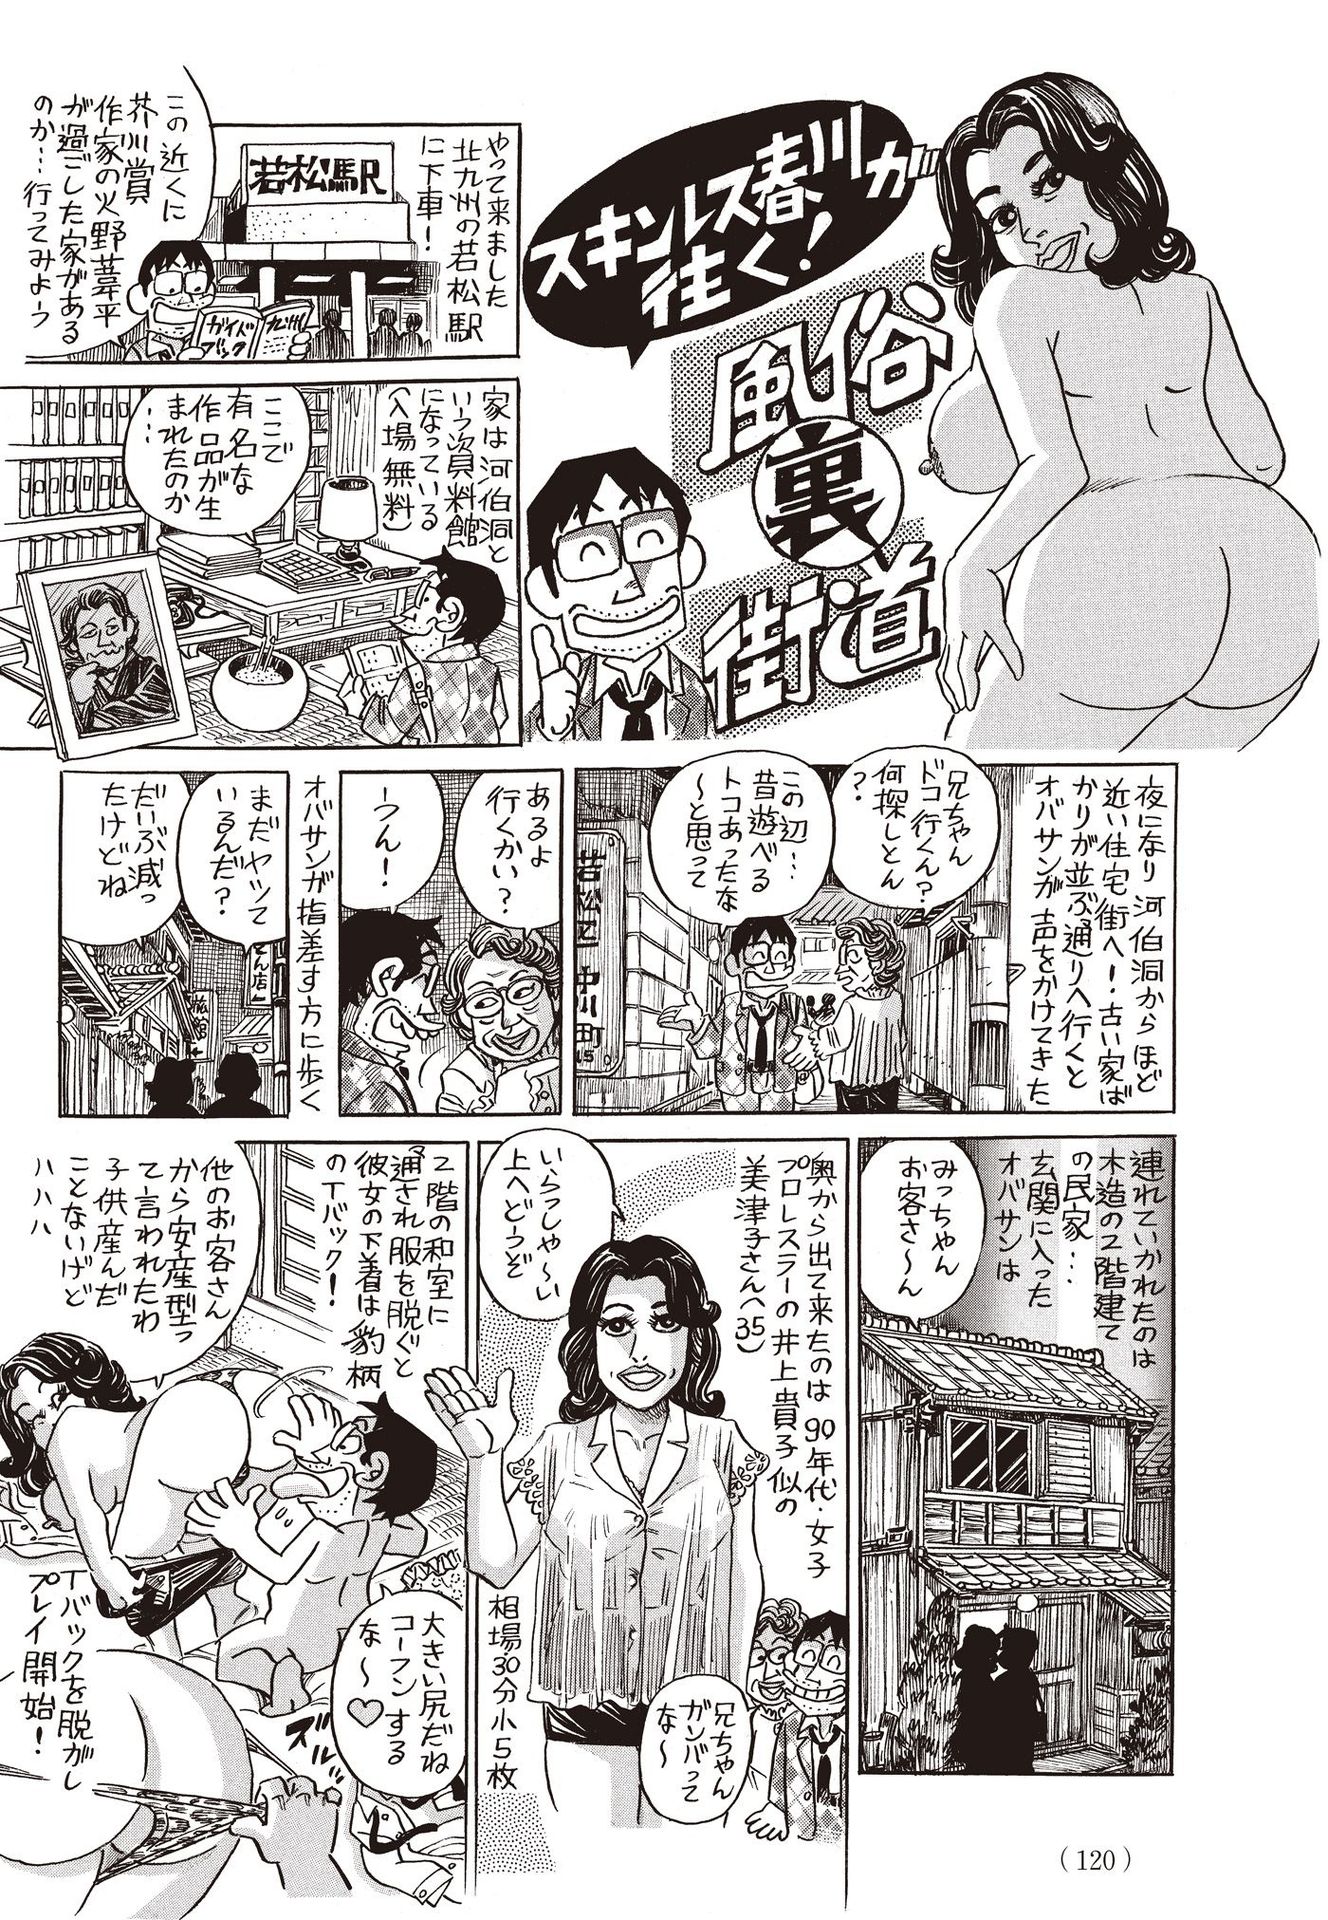 スキンレス春川が
往く!
風俗
裏
街道
やって来ました
北九州の若松駅
に下車!
若松駅
ガイド
ブック
九州
この近くに
芥川賞
作家の火野葦平
が過ごした家がある
のか…行ってみよう
家は河伯洞と
いう資料館
になっている
(入場無料)
ここで
有名な
作品が生
まれたのか
…
夜になり河伯洞からほど
近い住宅街へ!古い家ば
かりが並ぶ通りへ行くと
オバサンが声をかけてきた
兄ちゃん
ドコ行くん?
何探しとん
?
この辺…
昔遊べる
トコあったな
〜と思って
中川町
15
あるよ
行くかい?
うん!
オバサンが指差す方に歩く
まだヤッて
いるんだ?
だいぶ減っ
たけどね
連れていかれたのは
木造の2階建て
の民家…
玄関に入った
オバサンは
みっちゃん
お客さ〜ん
奥から出て来たのは90年代・女子
プロレスラーの井上貴子似の
美津子さん(35)
いらっしゃ〜い
上へどうぞ
兄ちゃん
ガンバって
な〜
相場30分小5枚
2階の和室に
通され服を脱ぐと
彼女の下着は豹柄
のTバック!
他のお客さん
から安産型っ
て言われたわ
子供産んだ
ことないけど
ハハハ
大きい尻だね
コーフンする
な〜♡
Tバックを脱がし
プレイ開始!
ズルッ
(120)